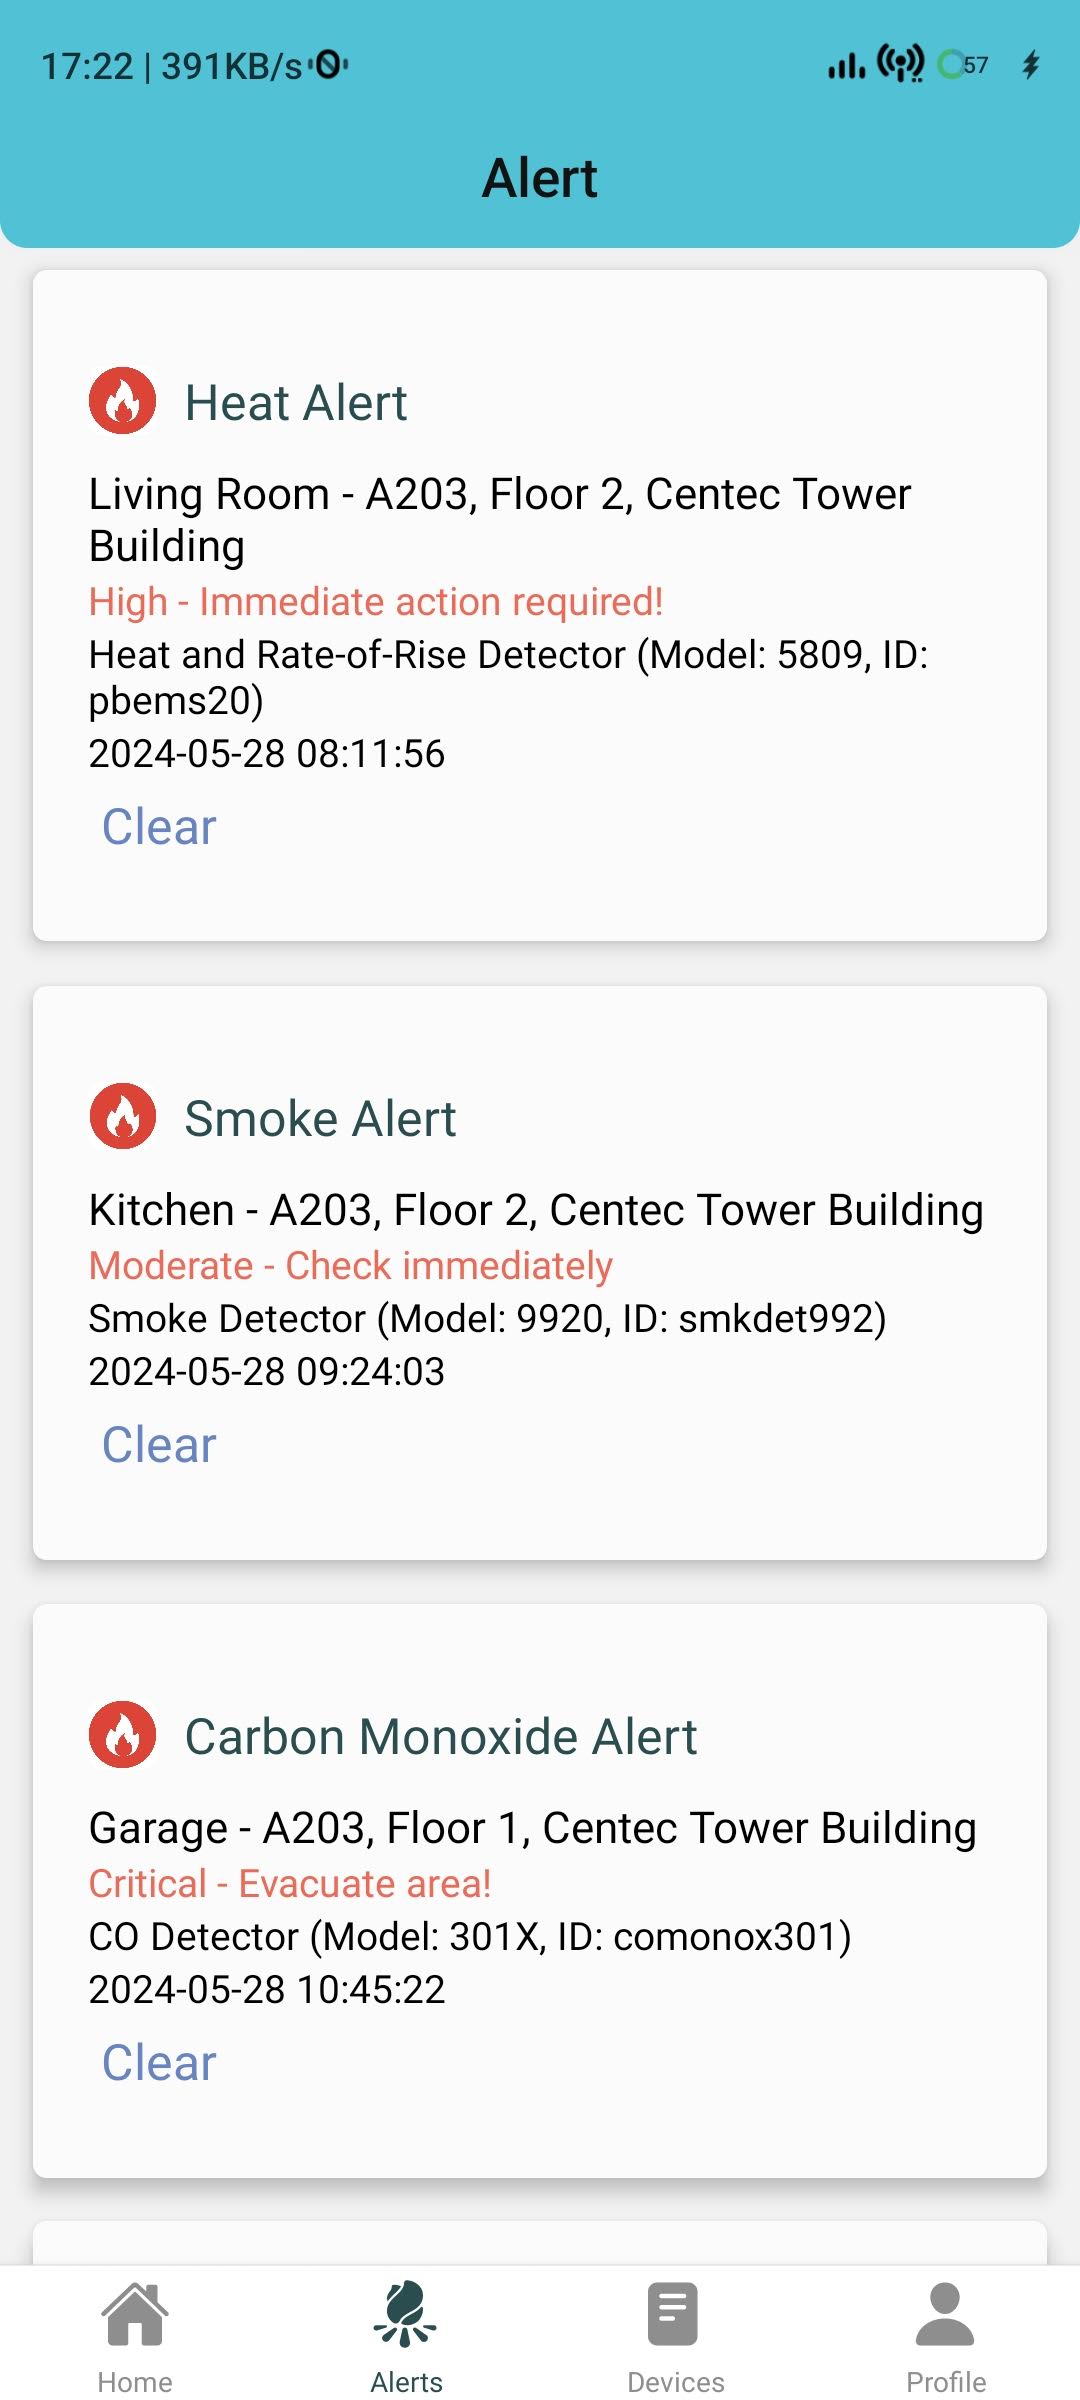 17:22 | 391KB/s
57
Alert
Heat Alert
Living Room - A203, Floor 2, Centec Tower
Building
High - Immediate action required!
Heat and Rate-of-Rise Detector (Model: 5809, ID:
pbems20)
2024-05-28 08:11:56
Clear
Smoke Alert
Kitchen - A203, Floor 2, Centec Tower Building
Moderate - Check immediately
Smoke Detector (Model: 9920, ID: smkdet992)
2024-05-28 09:24:03
Clear
Carbon Monoxide Alert
Garage - A203, Floor 1, Centec Tower Building
Critical - Evacuate area!
CO Detector (Model: 301X, ID: comonox301)
2024-05-28 10:45:22
Clear
Home
Alerts
Devices
Profile